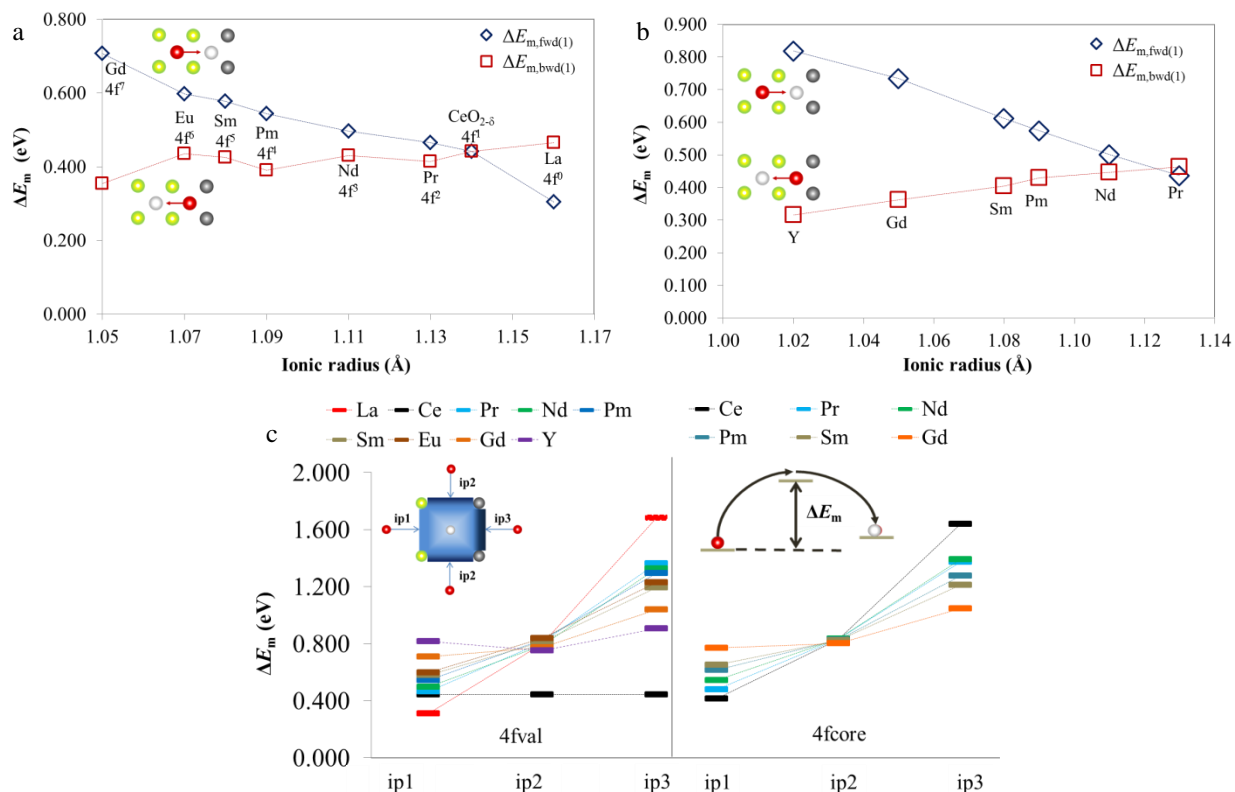 a
0.800
0.600
0.400
0.200
0.000
ΔEm (eV)
ΔEm,fwd(1)
ΔEm,bwd(1)
Gd
4f⁷
Eu
4f⁶
Sm
4f⁵
Pm
4f⁴
Nd
4f³
Pr
4f²
CeO2-δ
4f¹
La
4f⁰
1.05 1.07 1.09 1.11 1.13 1.15 1.17
Ionic radius (Å)
b
0.900
0.800
0.700
0.600
0.500
0.400
0.300
0.200
0.100
0.000
ΔEm (eV)
ΔEm,fwd(1)
ΔEm,bwd(1)
Y
Gd
Sm
Pm
Nd
Pr
1.00 1.02 1.04 1.06 1.08 1.10 1.12 1.14
Ionic radius (Å)
c
La Ce Pr Nd Pm
Sm Eu Gd Y
Ce Pr Nd
Pm Sm Gd
2.000
1.600
1.200
0.800
0.400
0.000
ΔEm (eV)
ip2
ip1
ip3
ip2
ΔEm
4fval
4fcore
ip1 ip2 ip3 ip1 ip2 ip3